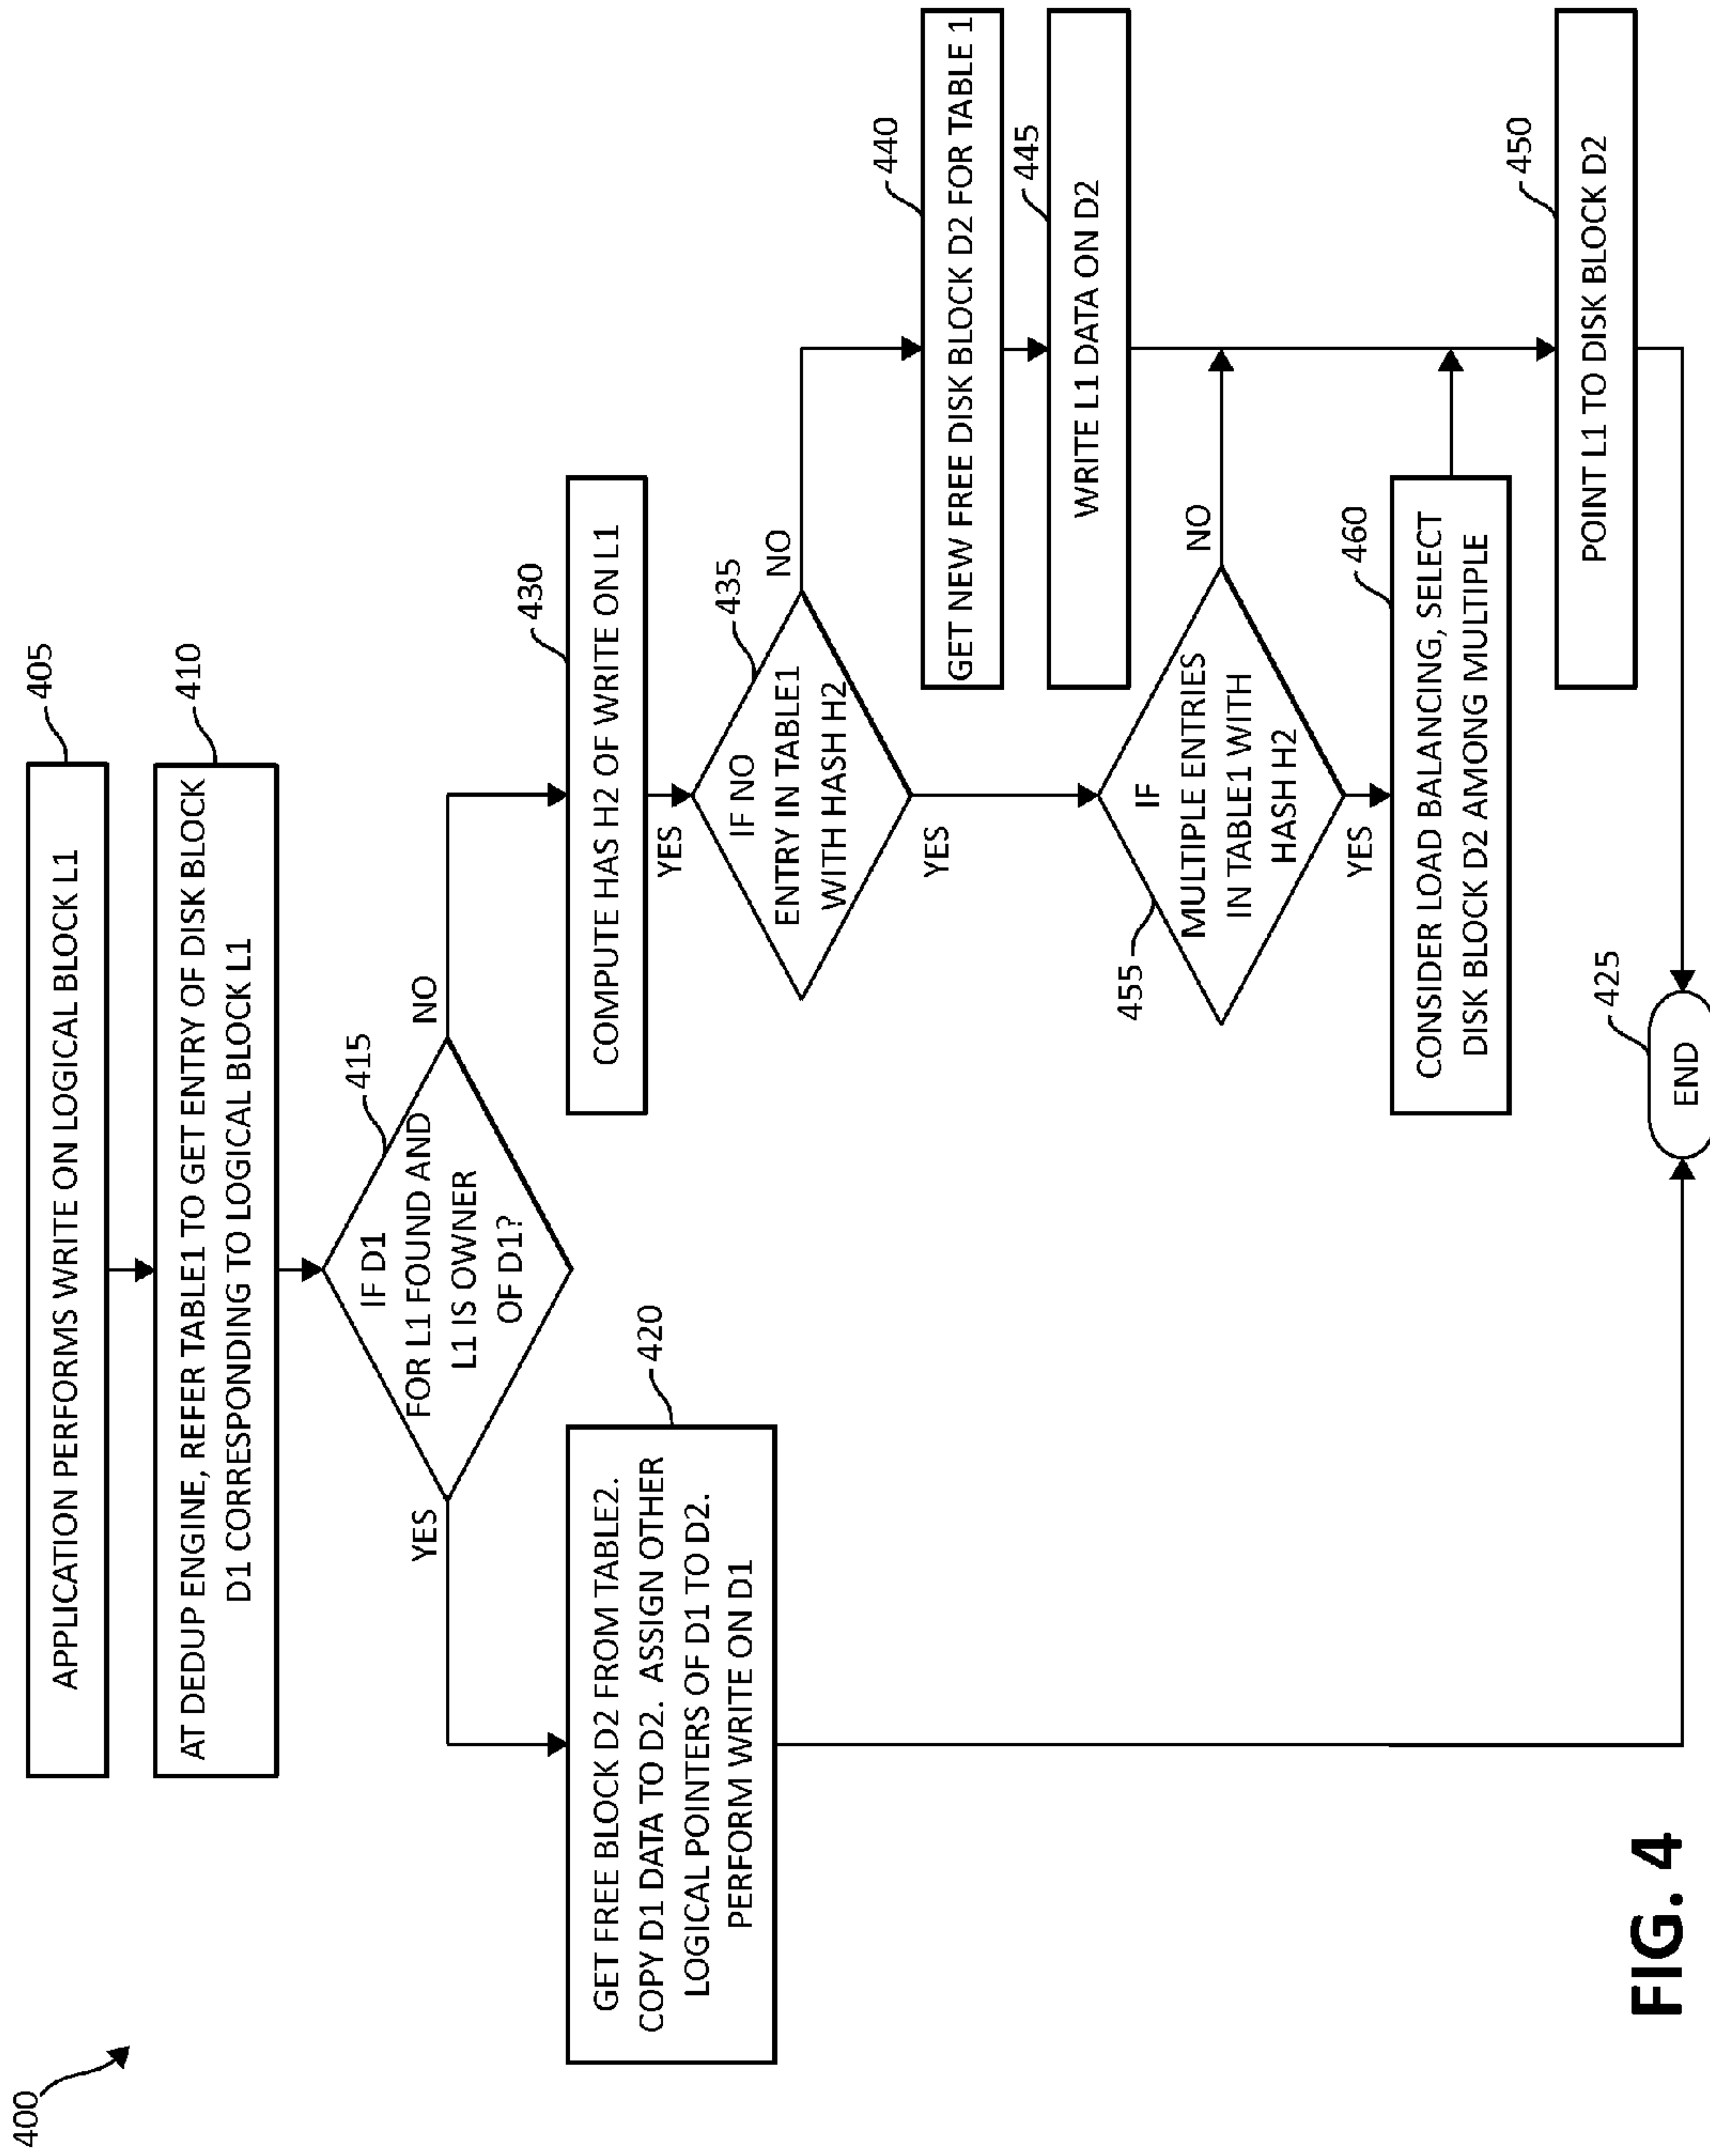 400
405
APPLICATION PERFORMS WRITE ON LOGICAL BLOCK L1
410
AT DEDUP ENGINE, REFER TABLE1 TO GET ENTRY OF DISK BLOCK
D1 CORRESPONDING TO LOGICAL BLOCK L1
415
IF D1
FOR L1 FOUND AND
L1 IS OWNER
OF D1?
YES
NO
420
GET FREE BLOCK D2 FROM TABLE2.
COPY D1 DATA TO D2. ASSIGN OTHER
LOGICAL POINTERS OF D1 TO D2.
PERFORM WRITE ON D1
430
COMPUTE HAS H2 OF WRITE ON L1
YES
435
IF NO
ENTRY IN TABLE1
WITH HASH H2
NO
YES
440
GET NEW FREE DISK BLOCK D2 FOR TABLE 1
445
WRITE L1 DATA ON D2
455
IF
MULTIPLE ENTRIES
IN TABLE1 WITH
HASH H2
NO
YES
460
CONSIDER LOAD BALANCING, SELECT
DISK BLOCK D2 AMONG MULTIPLE
450
POINT L1 TO DISK BLOCK D2
425
END
FIG. 4